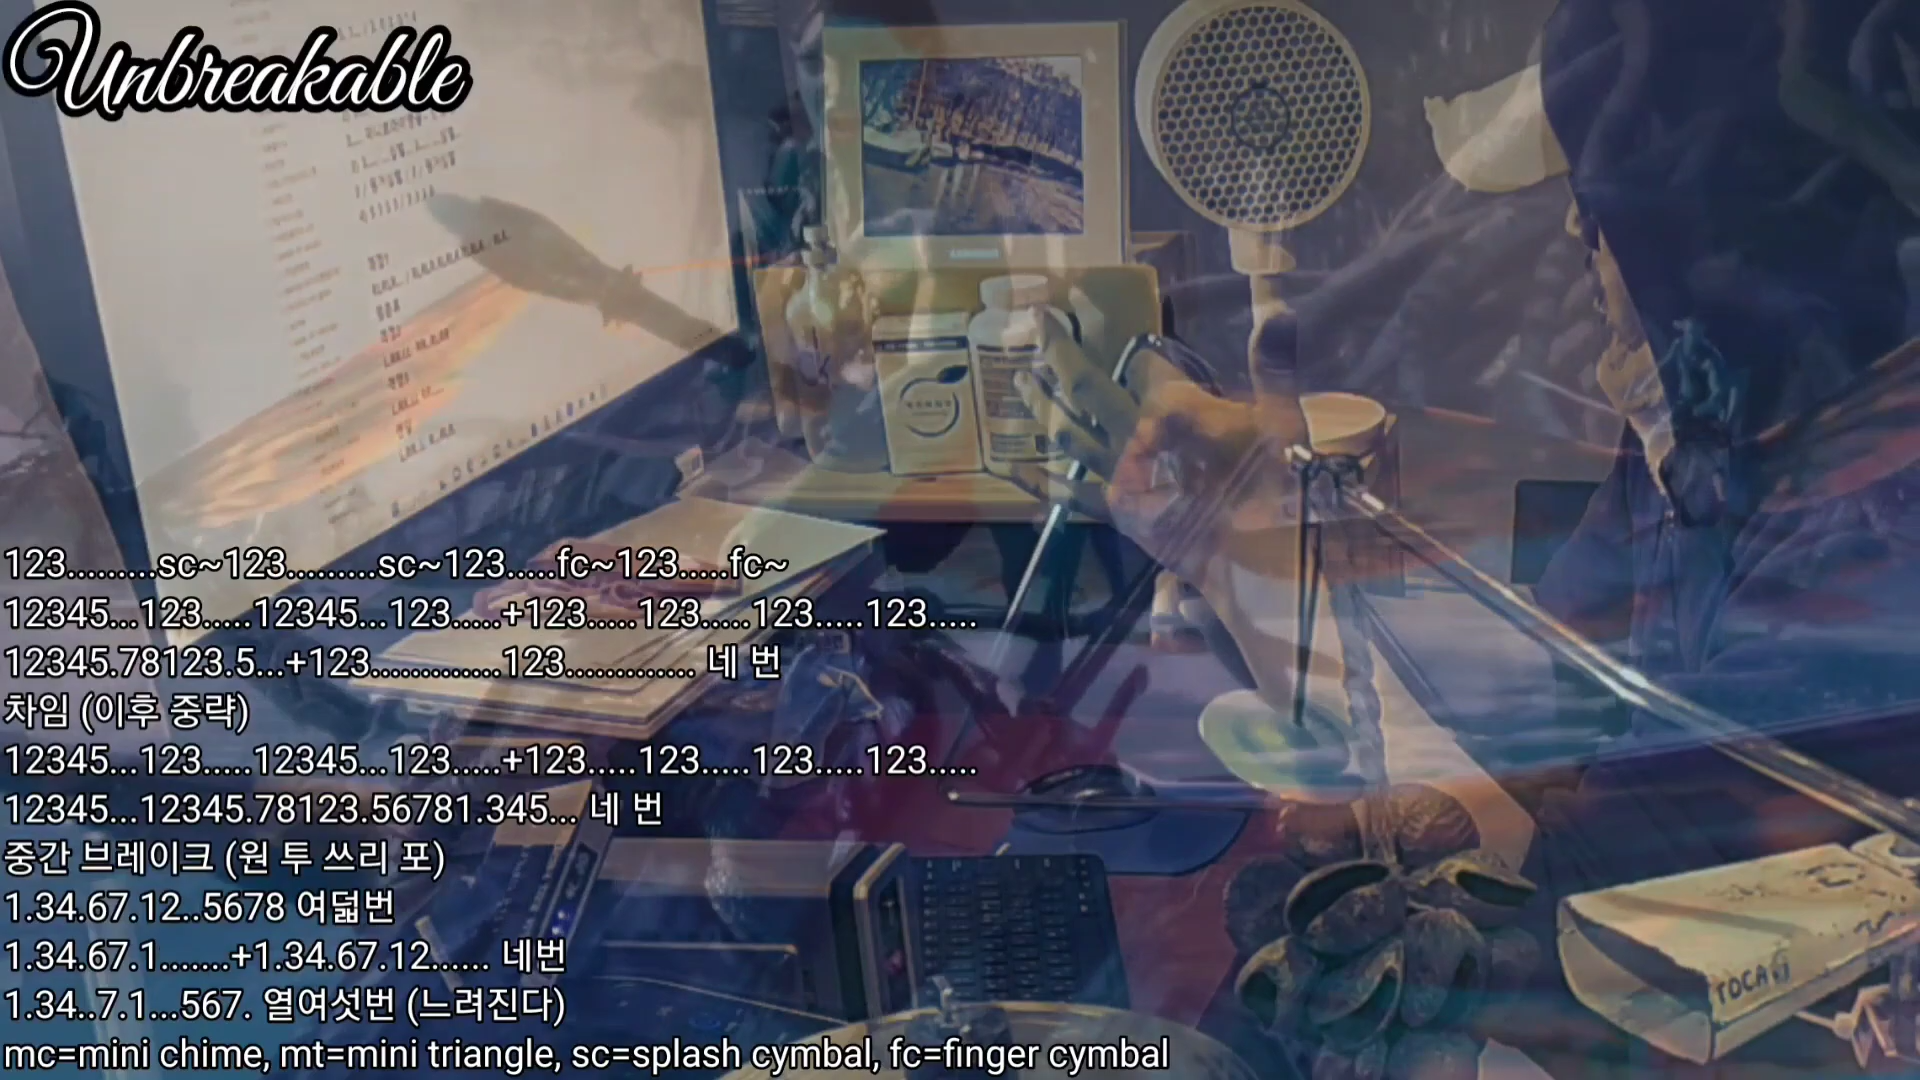 Unbreakable
123.........sc~123.........sc~123.....fc~123.....fc~
12345...123.....12345...123.....+123.....123.....123.....123.....
12345.78123.5...+123.............123............. 네 번
차임 (이후 중략)
12345...123.....12345...123.....+123.....123.....123.....123.....
12345...12345.78123.56781.345... 네 번
중간 브레이크 (원 투 쓰리 포)
1.34.67.12..5678 여덟번
1.34.67.1.......+1.34.67.12...... 네번
1.34..7.1...567. 열여섯번 (느려진다)
mc=mini chime, mt=mini triangle, sc=splash cymbal, fc=finger cymbal
TOCA